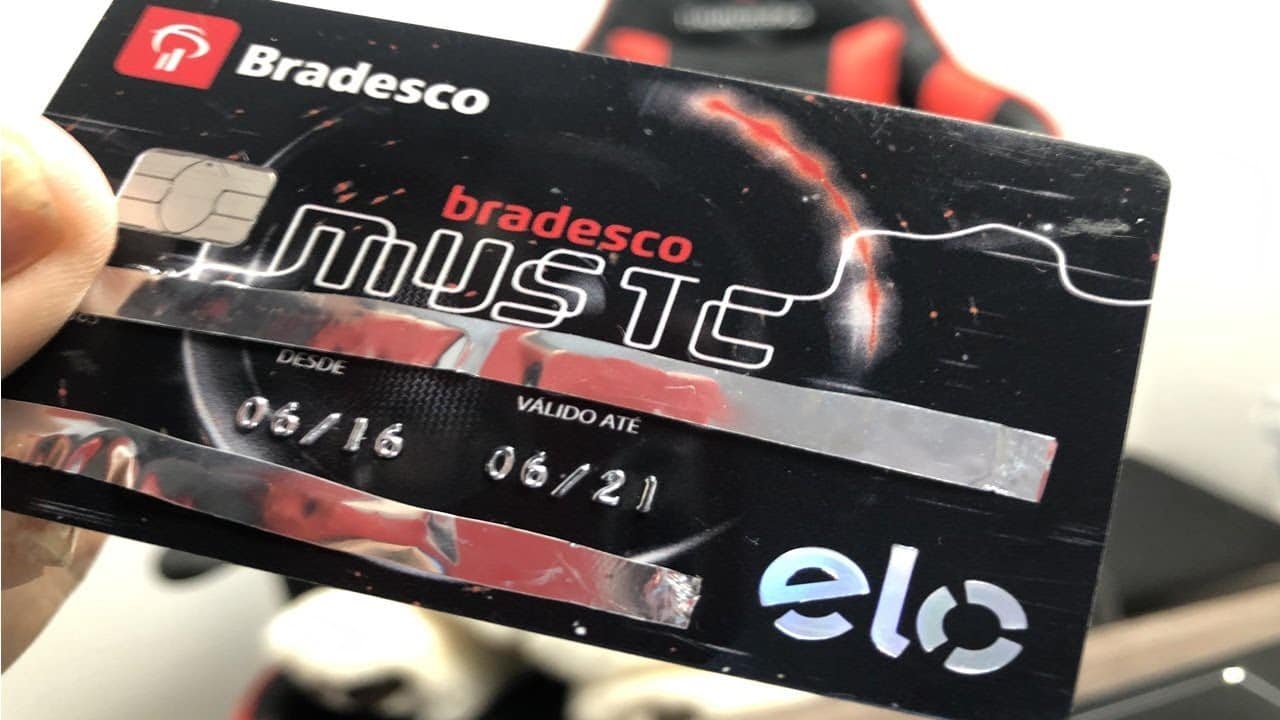 Bradesco
bradesco
music
DESDE
VÁLIDO ATÉ
06/16
06/21
elo